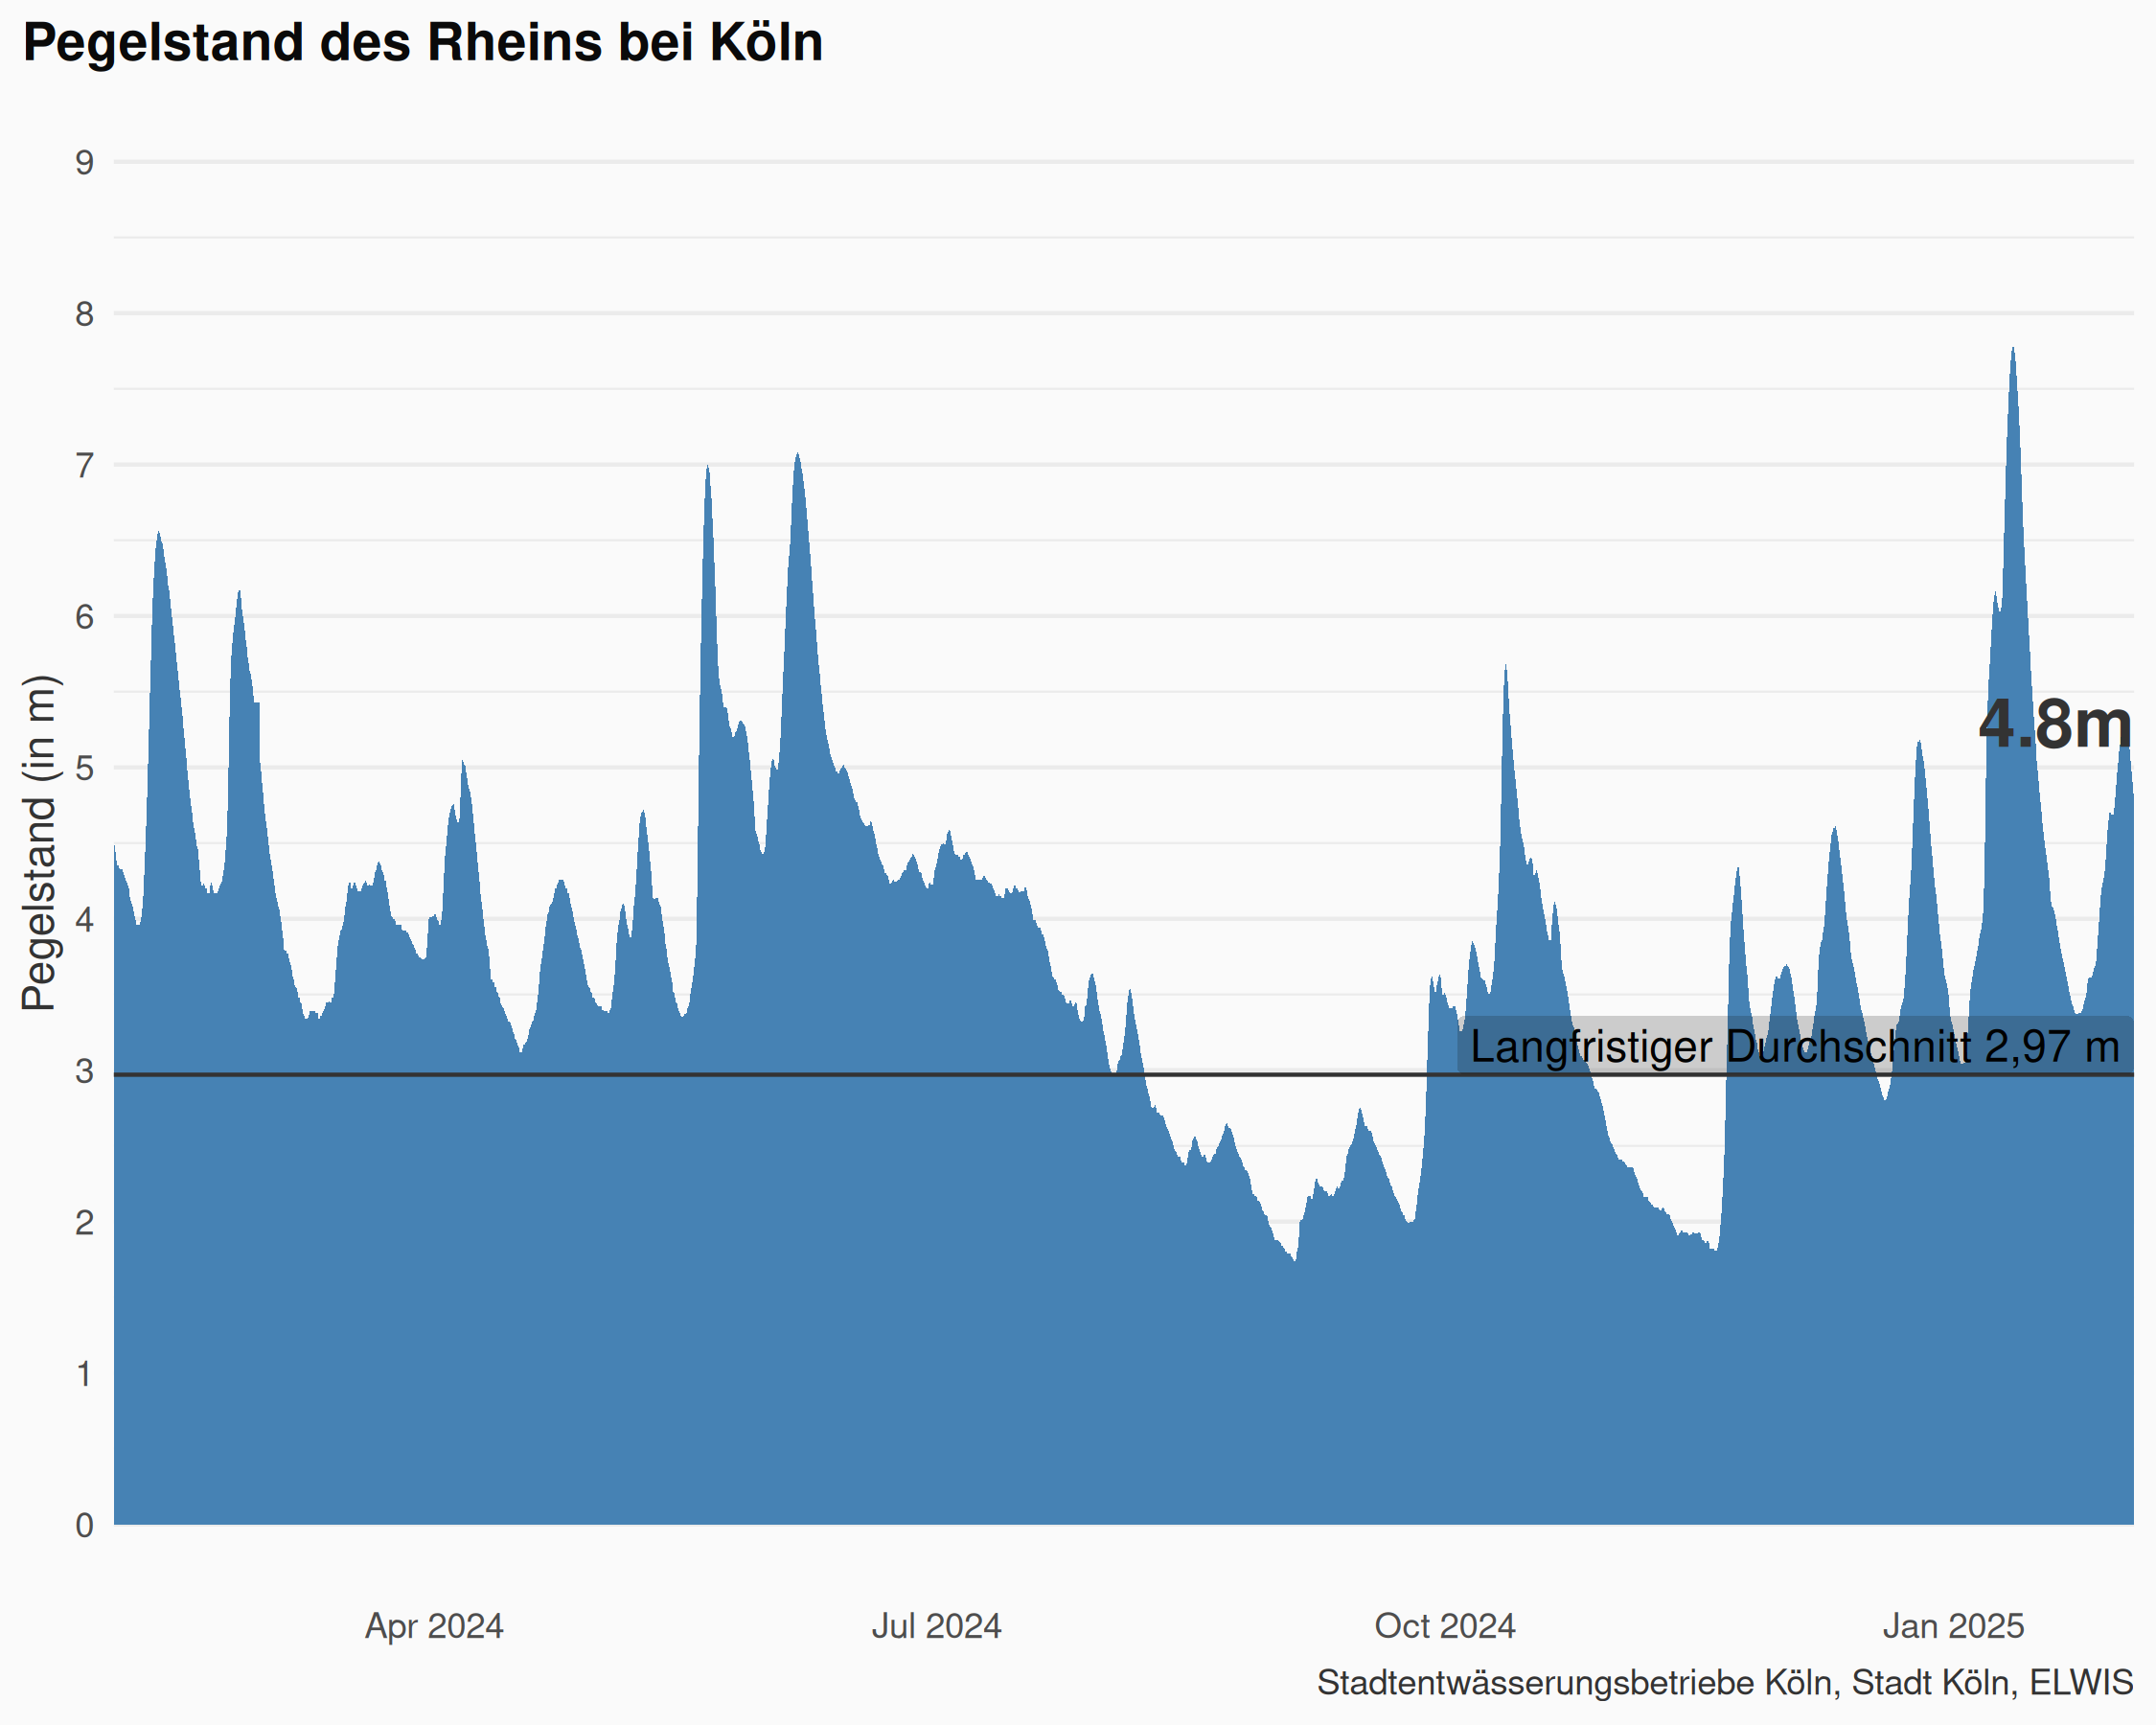 Pegelstand des Rheins bei Köln
Pegelstand (in m)
9
8
7
6
5
4
3
2
1
0
4.8m
Langfristiger Durchschnitt 2,97 m
Apr 2024
Jul 2024
Oct 2024
Jan 2025
Stadtentwässerungsbetriebe Köln, Stadt Köln, ELWIS